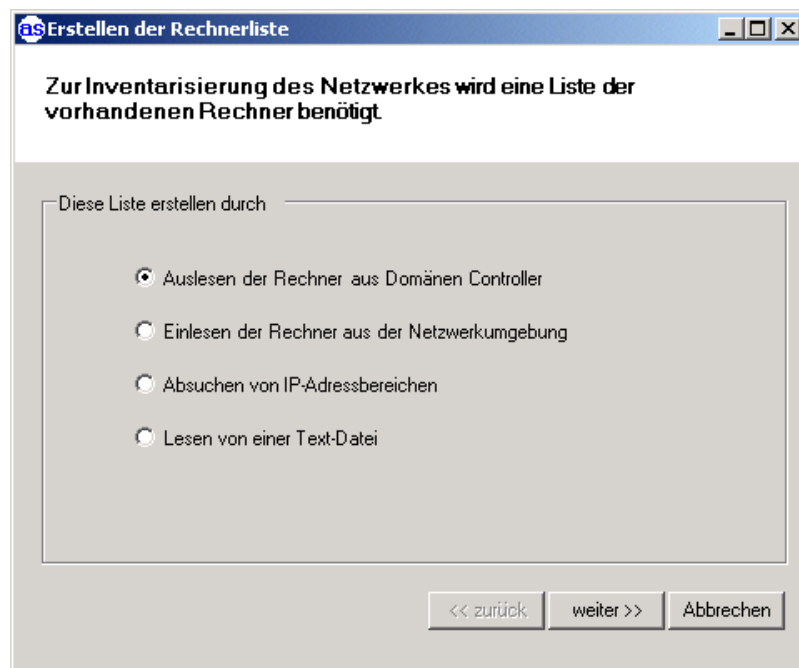 as Erstellen der Rechnerliste
Zur Inventarisierung des Netzwerkes wird eine Liste der
vorhandenen Rechner benötigt.
Diese Liste erstellen durch
Auslesen der Rechner aus Domänen Controller
Einlesen der Rechner aus der Netzwerkumgebung
Absuchen von IP-Adressbereichen
Lesen von einer Text-Datei
<< zurück weiter >> Abbrechen